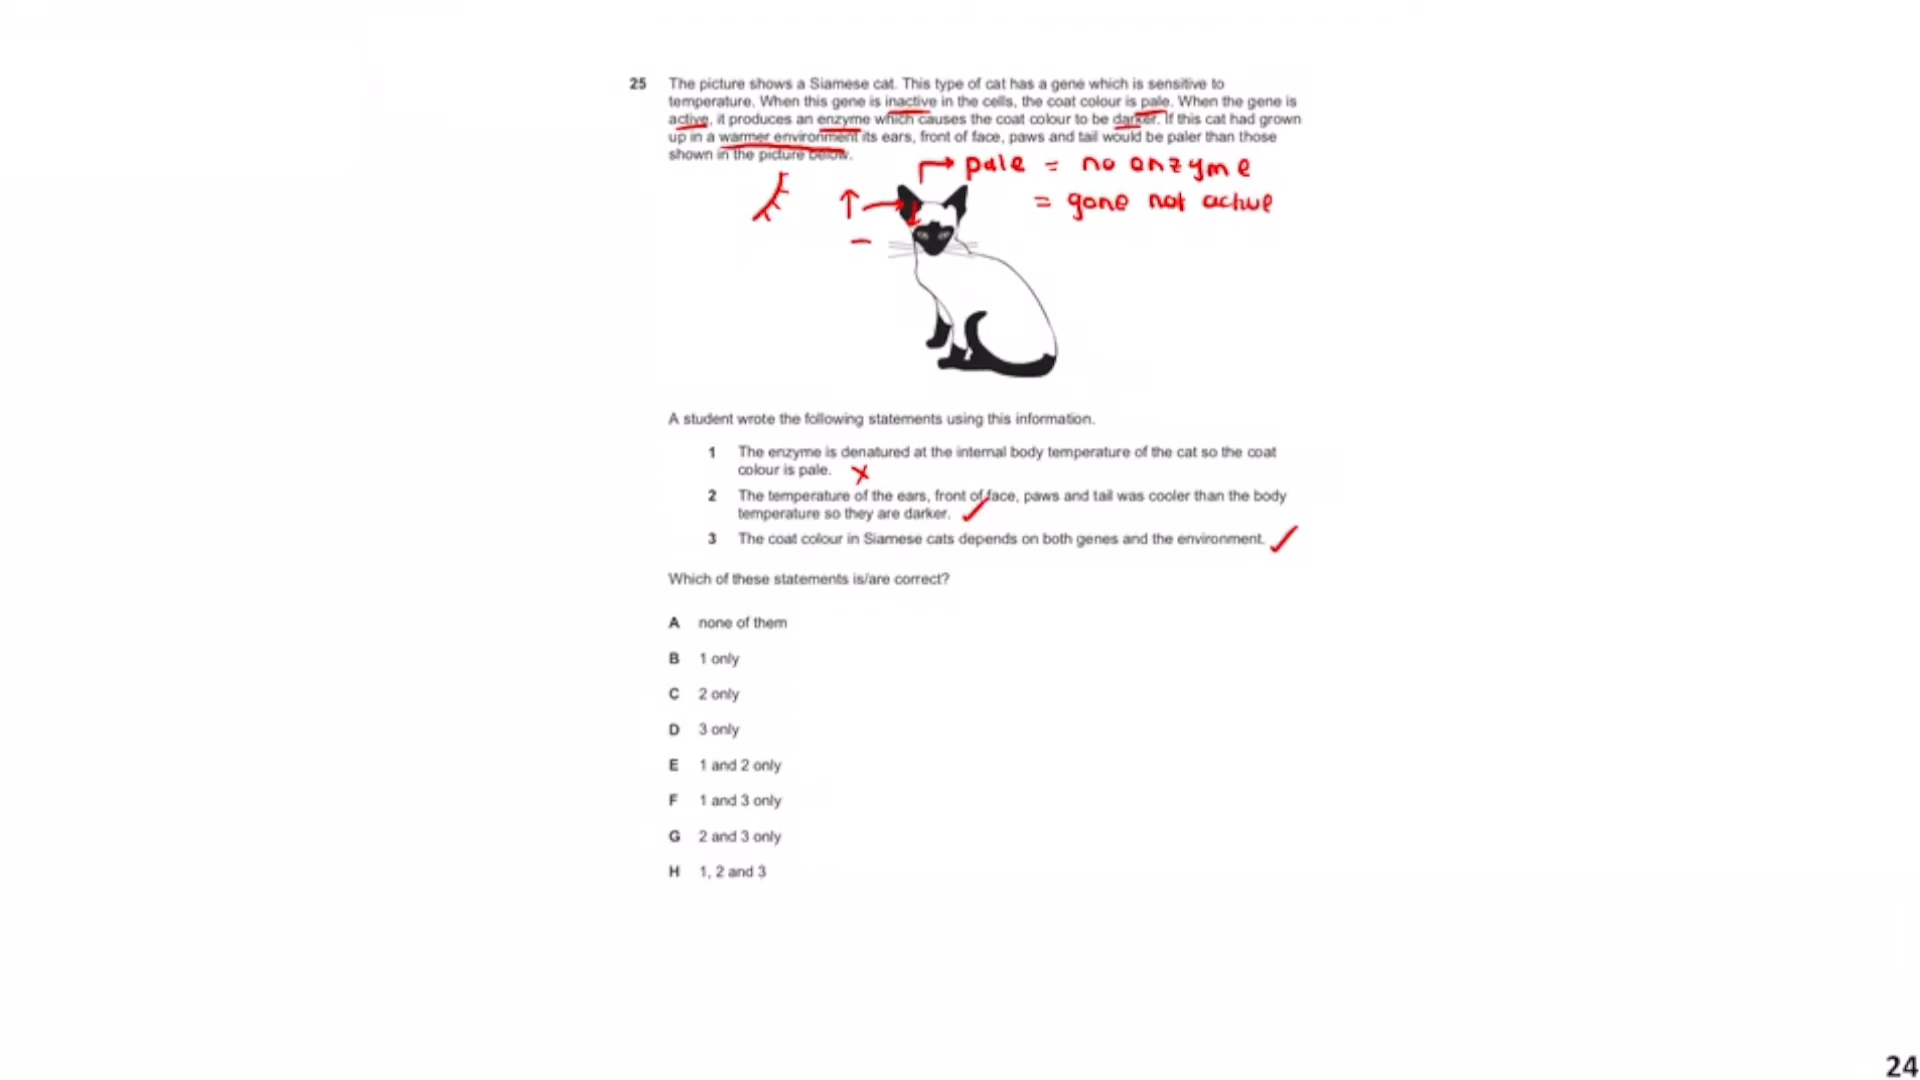 25 The picture shows a Siamese cat. This type of cat has a gene which is sensitive to
temperature. When this gene is inactive in the cells, the coat colour is pale. When the gene is
active, it produces an enzyme which causes the coat colour to be darker. If this cat had grown
up in a warmer environment its ears, front of face, paws and tail would be paler than those
shown in the picture below.
pale = no enzyme
= gene not active
A student wrote the following statements using this information.
1 The enzyme is denatured at the internal body temperature of the cat so the coat
colour is pale.
2 The temperature of the ears, front of face, paws and tail was cooler than the body
temperature so they are darker.
3 The coat colour in Siamese cats depends on both genes and the environment.
Which of these statements is/are correct?
A none of them
B 1 only
C 2 only
D 3 only
E 1 and 2 only
F 1 and 3 only
G 2 and 3 only
H 1, 2 and 3
24